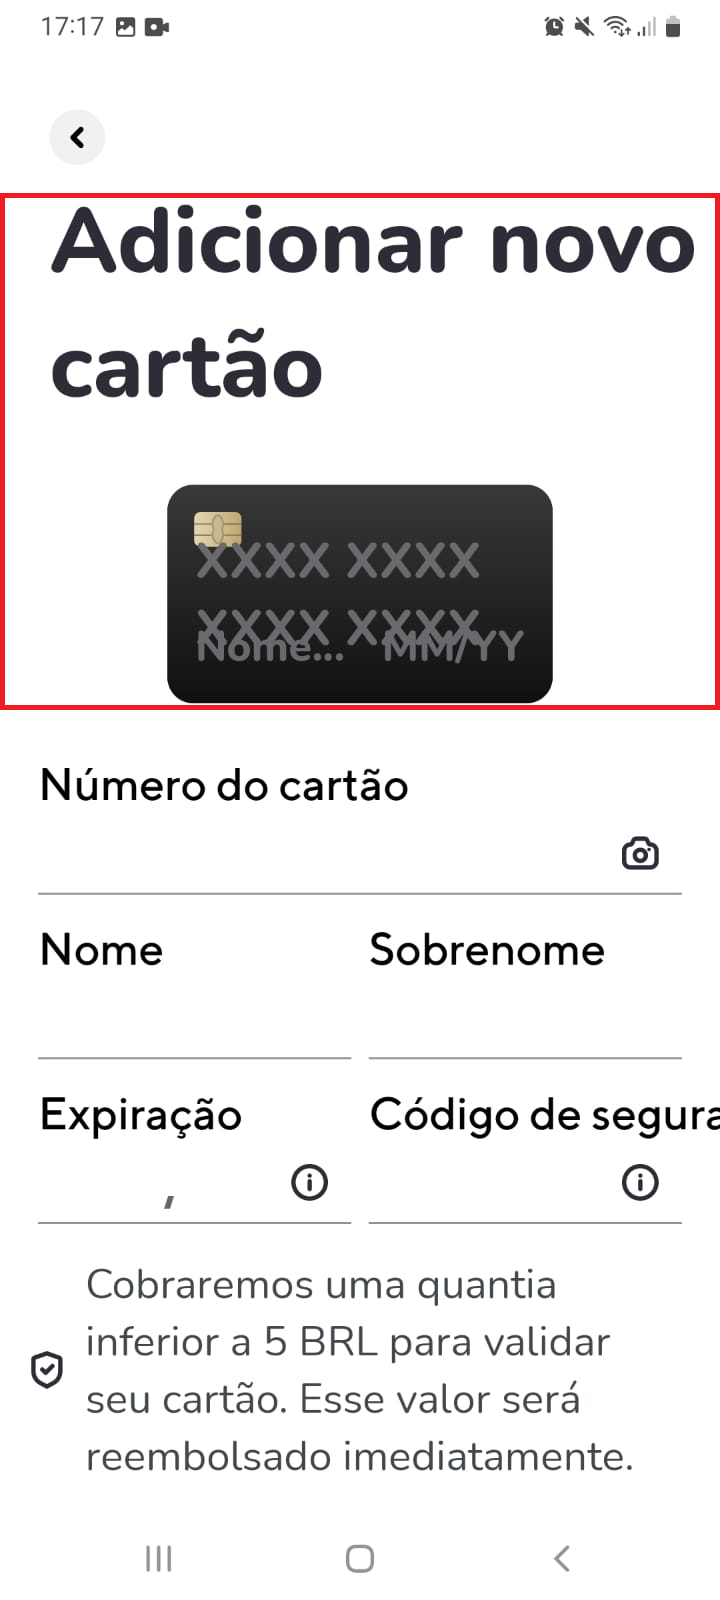 17:17
Adicionar novo
cartão
XXXX XXXX
XXXX XXXX
Nome... MM/YY
Número do cartão
Nome Sobrenome
Expiração Código de segura
Cobraremos uma quantia
inferior a 5 BRL para validar
seu cartão. Esse valor será
reembolsado imediatamente.